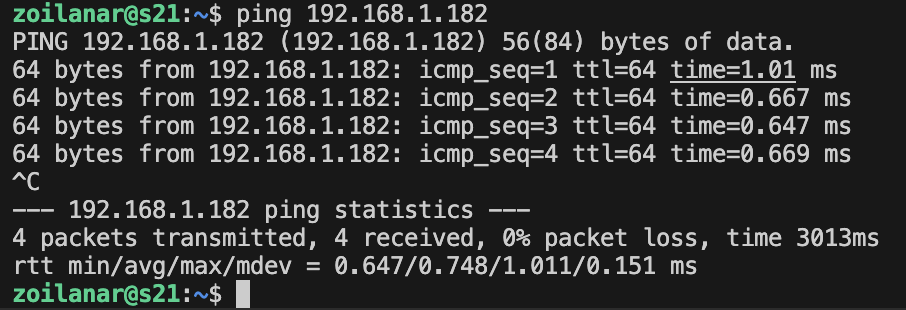 zoilanar@s21:~$ ping 192.168.1.182
PING 192.168.1.182 (192.168.1.182) 56(84) bytes of data.
64 bytes from 192.168.1.182: icmp_seq=1 ttl=64 time=1.01 ms
64 bytes from 192.168.1.182: icmp_seq=2 ttl=64 time=0.667 ms
64 bytes from 192.168.1.182: icmp_seq=3 ttl=64 time=0.647 ms
64 bytes from 192.168.1.182: icmp_seq=4 ttl=64 time=0.669 ms
^C
--- 192.168.1.182 ping statistics ---
4 packets transmitted, 4 received, 0% packet loss, time 3013ms
rtt min/avg/max/mdev = 0.647/0.748/1.011/0.151 ms
zoilanar@s21:~$